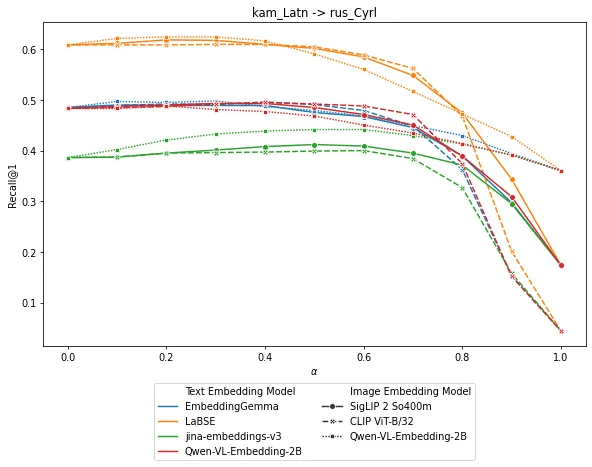 kam_Latn -> rus_Cyrl
Recall@1
0.6
0.5
0.4
0.3
0.2
0.1
0.0 0.2 0.4 0.6 0.8 1.0
α
Text Embedding Model
EmbeddingGemma
LaBSE
jina-embeddings-v3
Qwen-VL-Embedding-2B
Image Embedding Model
SigLIP 2 So400m
CLIP ViT-B/32
Qwen-VL-Embedding-2B